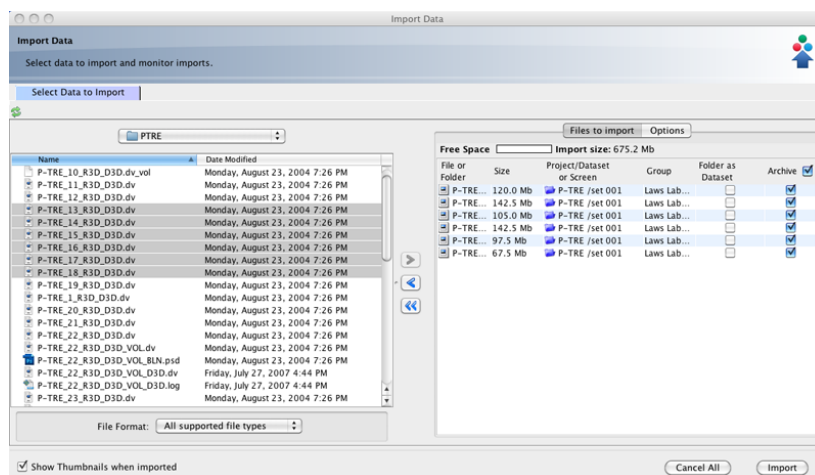 Import Data
Import Data
Select data to import and monitor imports.
Select Data to Import
PTRE
Name Date Modified
P-TRE_10_R3D_D3D.dv_vol Monday, August 23, 2004 7:26 PM
P-TRE_11_R3D_D3D.dv Monday, August 23, 2004 7:26 PM
P-TRE_12_R3D_D3D.dv Monday, August 23, 2004 7:26 PM
P-TRE_13_R3D_D3D.dv Monday, August 23, 2004 7:26 PM
P-TRE_14_R3D_D3D.dv Monday, August 23, 2004 7:26 PM
P-TRE_15_R3D_D3D.dv Monday, August 23, 2004 7:26 PM
P-TRE_16_R3D_D3D.dv Monday, August 23, 2004 7:26 PM
P-TRE_17_R3D_D3D.dv Monday, August 23, 2004 7:26 PM
P-TRE_18_R3D_D3D.dv Monday, August 23, 2004 7:26 PM
P-TRE_19_R3D_D3D.dv Monday, August 23, 2004 7:26 PM
P-TRE_1_R3D_D3D.dv Monday, August 23, 2004 7:26 PM
P-TRE_20_R3D_D3D.dv Monday, August 23, 2004 7:26 PM
P-TRE_21_R3D_D3D.dv Monday, August 23, 2004 7:26 PM
P-TRE_22_R3D_D3D.dv Monday, August 23, 2004 7:26 PM
P-TRE_22_R3D_D3D_VOL.dv Monday, August 23, 2004 7:26 PM
P-TRE_22_R3D_D3D_VOL_BLN.psd Monday, August 23, 2004 7:26 PM
P-TRE_22_R3D_D3D_VOL_D3D.dv Friday, July 27, 2007 4:44 PM
P-TRE_22_R3D_D3D_VOL_D3D.log Friday, July 27, 2007 4:44 PM
P-TRE_23_R3D_D3D.dv Monday, August 23, 2004 7:26 PM
File Format: All supported file types
Show Thumbnails when imported
Files to import Options
Free Space Import size: 675.2 Mb
File or Folder Size Project/Dataset or Screen Group Folder as Dataset Archive
P-TRE... 120.0 Mb P-TRE /set 001 Laws Lab...
P-TRE... 142.5 Mb P-TRE /set 001 Laws Lab...
P-TRE... 105.0 Mb P-TRE /set 001 Laws Lab...
P-TRE... 142.5 Mb P-TRE /set 001 Laws Lab...
P-TRE... 97.5 Mb P-TRE /set 001 Laws Lab...
P-TRE... 67.5 Mb P-TRE /set 001 Laws Lab...
Cancel All Import